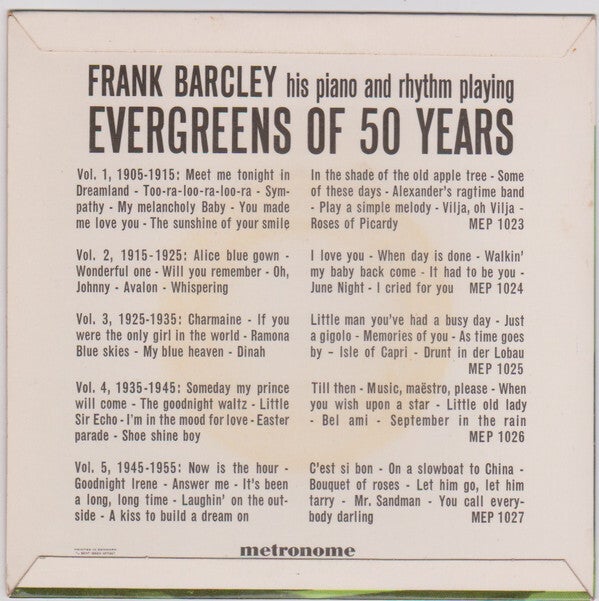 FRANK BARCLEY his piano and rhythm playing
EVERGREENS OF 50 YEARS
Vol. 1, 1905-1915: Meet me tonight in
Dreamland - Too-ra-loo-ra-loo-ra - Sym-
pathy - My melancholy Baby - You made
me love you - The sunshine of your smile
In the shade of the old apple tree - Some
of these days - Alexander's ragtime band
- Play a simple melody - Vilja, oh Vilja -
Roses of Picardy MEP 1023
Vol. 2, 1915-1925: Alice blue gown -
Wonderful one - Will you remember - Oh,
Johnny - Avalon - Whispering
I love you - When day is done - Walkin'
my baby back come - It had to be you -
June Night - I cried for you MEP 1024
Vol. 3, 1925-1935: Charmaine - If you
were the only girl in the world - Ramona
Blue skies - My blue heaven - Dinah
Little man you've had a busy day - Just
a gigolo - Memories of you - As time goes
by - Isle of Capri - Drunt in der Lobau
MEP 1025
Vol. 4, 1935-1945: Someday my prince
will come - The goodnight waltz - Little
Sir Echo - I'm in the mood for love - Easter
parade - Shoe shine boy
Till then - Music, maëstro, please - When
you wish upon a star - Little old lady
- Bel ami - September in the rain
MEP 1026
Vol. 5, 1945-1955: Now is the hour -
Goodnight Irene - Answer me - It's been
a long, long time - Laughin' on the out-
side - A kiss to build a dream on
C'est si bon - On a slowboat to China -
Bouquet of roses - Let him go, let him
tarry - Mr. Sandman - You call every-
body darling MEP 1027
metronome